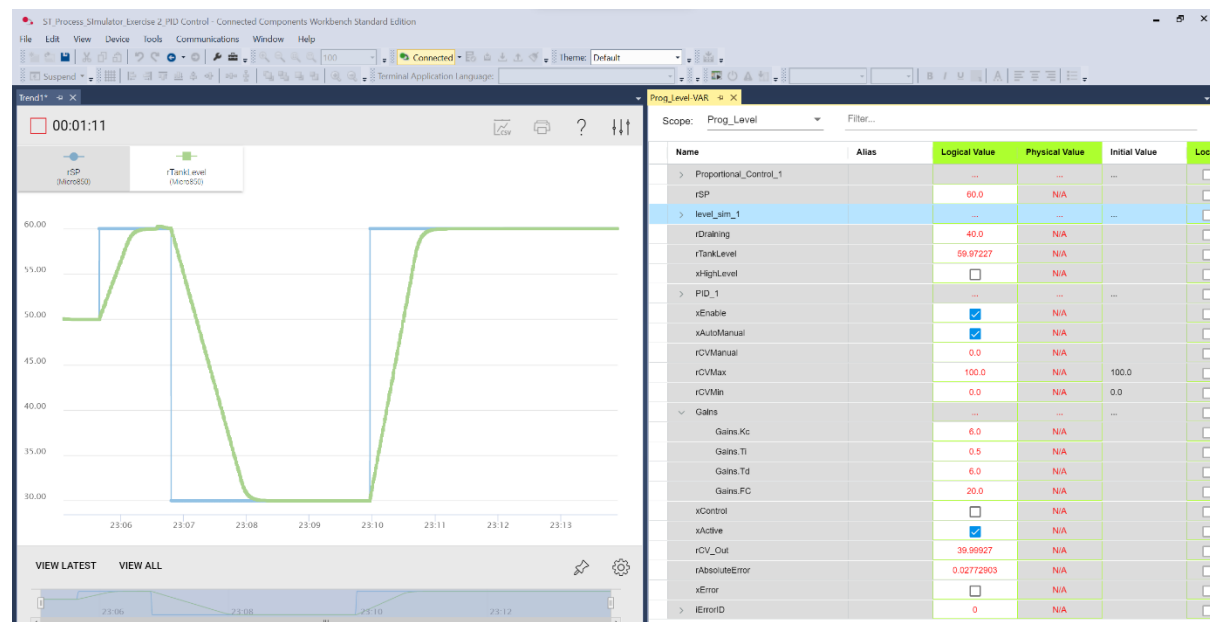 ST_Process_SImulator_Exercise 2_PID Control - Connected Components Workbench Standard Edition
File Edit View Device Tools Communications Window Help
100 Connected Theme: Default
Suspend Terminal Application Language:
Trend1*
00:01:11
CSV
rSP
(Micro850)
rTankLevel
(Micro850)
60.00
55.00
50.00
45.00
40.00
35.00
30.00
23:06 23:07 23:08 23:09 23:10 23:11 23:12 23:13
VIEW LATEST VIEW ALL
23:06 23:08 23:10 23:12
Prog_Level-VAR
Scope: Prog_Level Filter...
Name Alias Logical Value Physical Value Initial Value Loc
Proportional_Control_1 ... ... ...
rSP 60.0 N/A
level_sim_1 ... ... ...
rDraining 40.0 N/A
rTankLevel 59.97227 N/A
xHighLevel N/A
PID_1 ... ... ...
xEnable N/A
xAutoManual N/A
rCVManual 0.0 N/A
rCVMax 100.0 N/A 100.0
rCVMin 0.0 N/A 0.0
Gains ... ... ...
Gains.Kc 6.0 N/A
Gains.Ti 0.5 N/A
Gains.Td 6.0 N/A
Gains.FC 20.0 N/A
xControl N/A
xActive N/A
rCV_Out 39.99927 N/A
rAbsoluteError 0.02772903 N/A
xError N/A
iErrorID 0 N/A